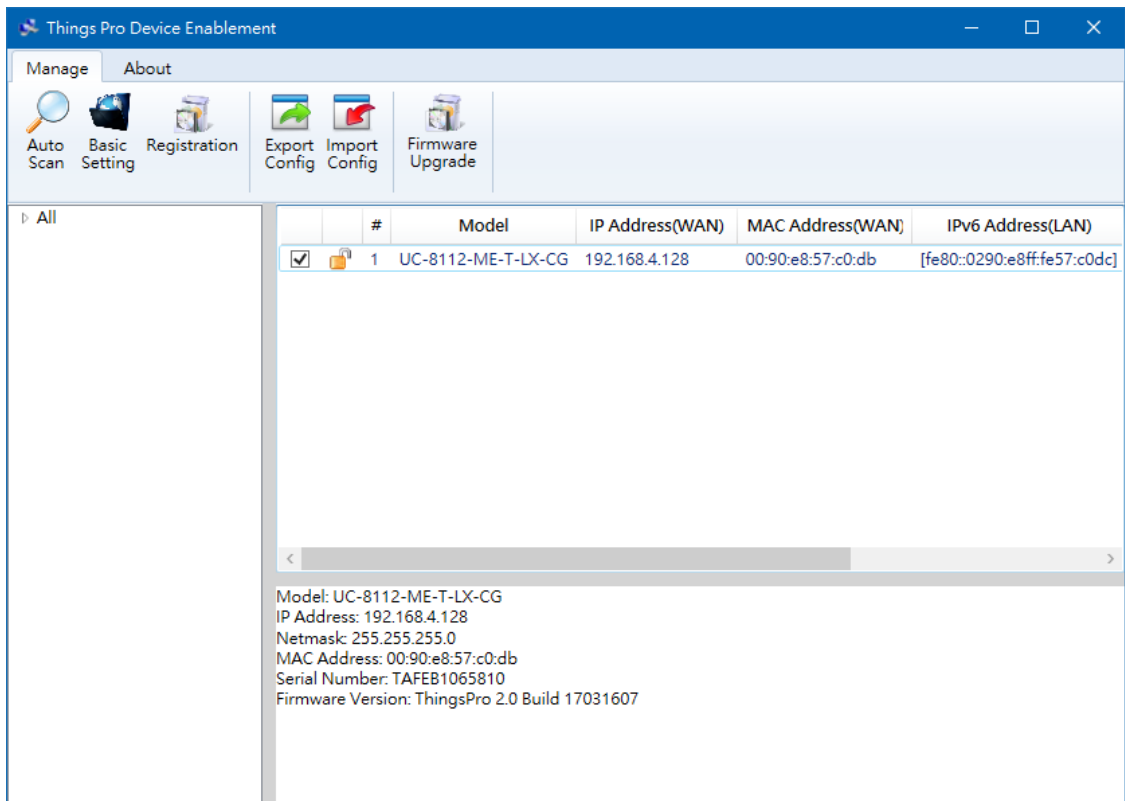 Things Pro Device Enablement
Manage About
Auto Scan Basic Setting Registration Export Config Import Config Firmware Upgrade
All
# Model IP Address(WAN) MAC Address(WAN) IPv6 Address(LAN)
1 UC-8112-ME-T-LX-CG 192.168.4.128 00:90:e8:57:c0:db [fe80::0290:e8ff:fe57:c0dc]
Model: UC-8112-ME-T-LX-CG
IP Address: 192.168.4.128
Netmask: 255.255.255.0
MAC Address: 00:90:e8:57:c0:db
Serial Number: TAFEB1065810
Firmware Version: ThingsPro 2.0 Build 17031607